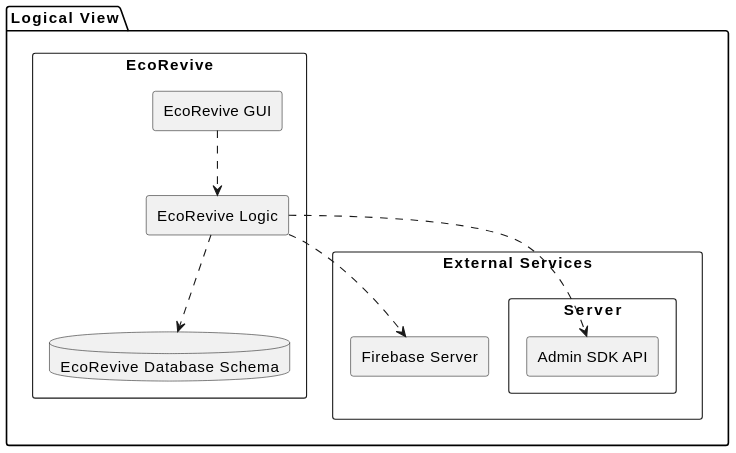 Logical View
EcoRevive
EcoRevive GUI
EcoRevive Logic
External Services
Server
Firebase Server
Admin SDK API
EcoRevive Database Schema